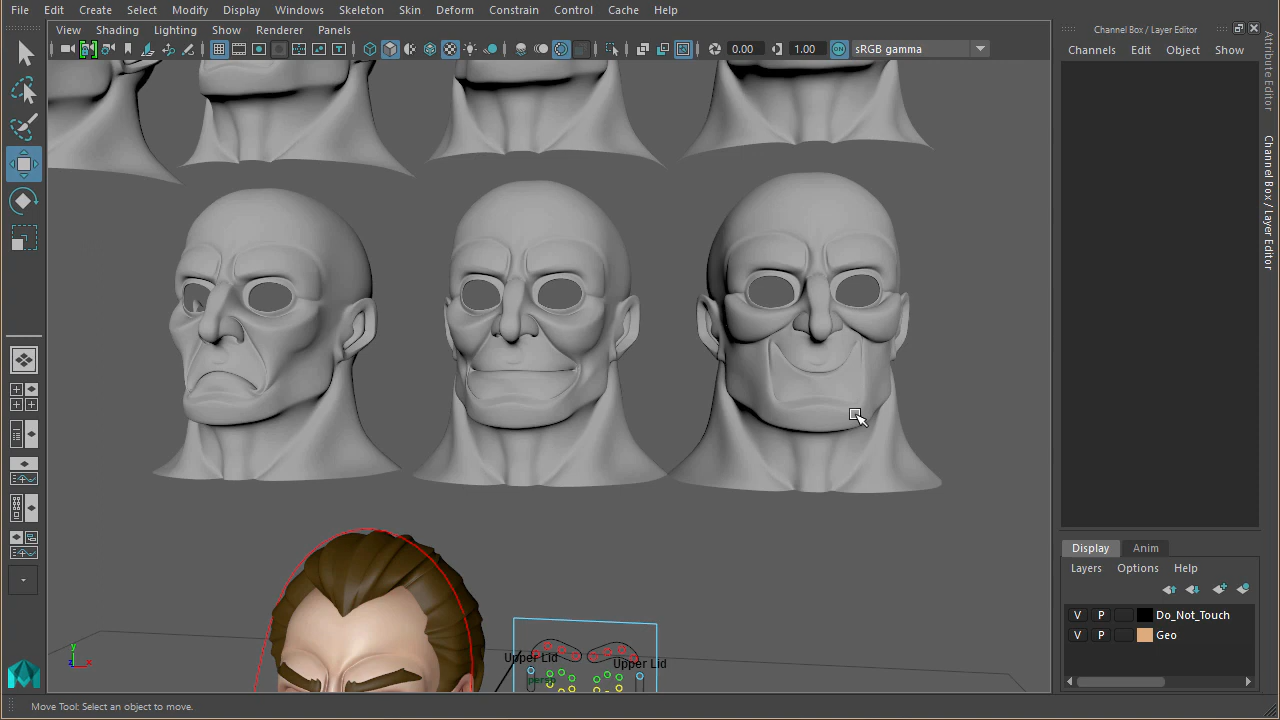 File Edit Create Select Modify Display Windows Skeleton Skin Deform Constrain Control Cache Help
View Shading Lighting Show Renderer Panels
0.00 1.00 ON sRGB gamma
Channel Box / Layer Editor
Channels Edit Object Show
Attribute Editor
Channel Box / Layer Editor
Upper Lid Upper Lid
persp
y
z x
Display Anim
Layers Options Help
V P Do_Not_Touch
V P Geo
Move Tool: Select an object to move.